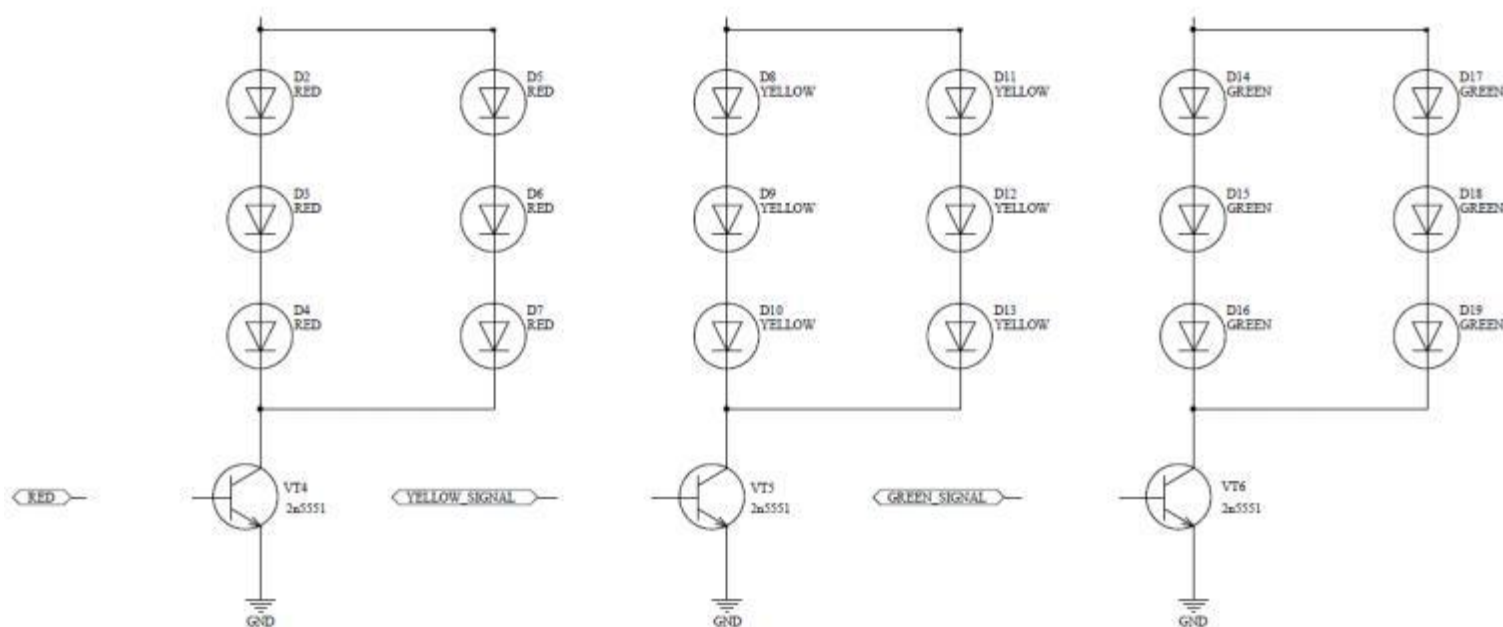 D2
RED
D5
RED
D8
YELLOW
D11
YELLOW
D14
GREEN
D17
GREEN
D3
RED
D6
RED
D9
YELLOW
D12
YELLOW
D15
GREEN
D18
GREEN
D4
RED
D7
RED
D10
YELLOW
D13
YELLOW
D16
GREEN
D19
GREEN
RED
VT4
2n5551
YELLOW_SIGNAL
VT5
2n5551
GREEN_SIGNAL
VT6
2n5551
GND
GND
GND